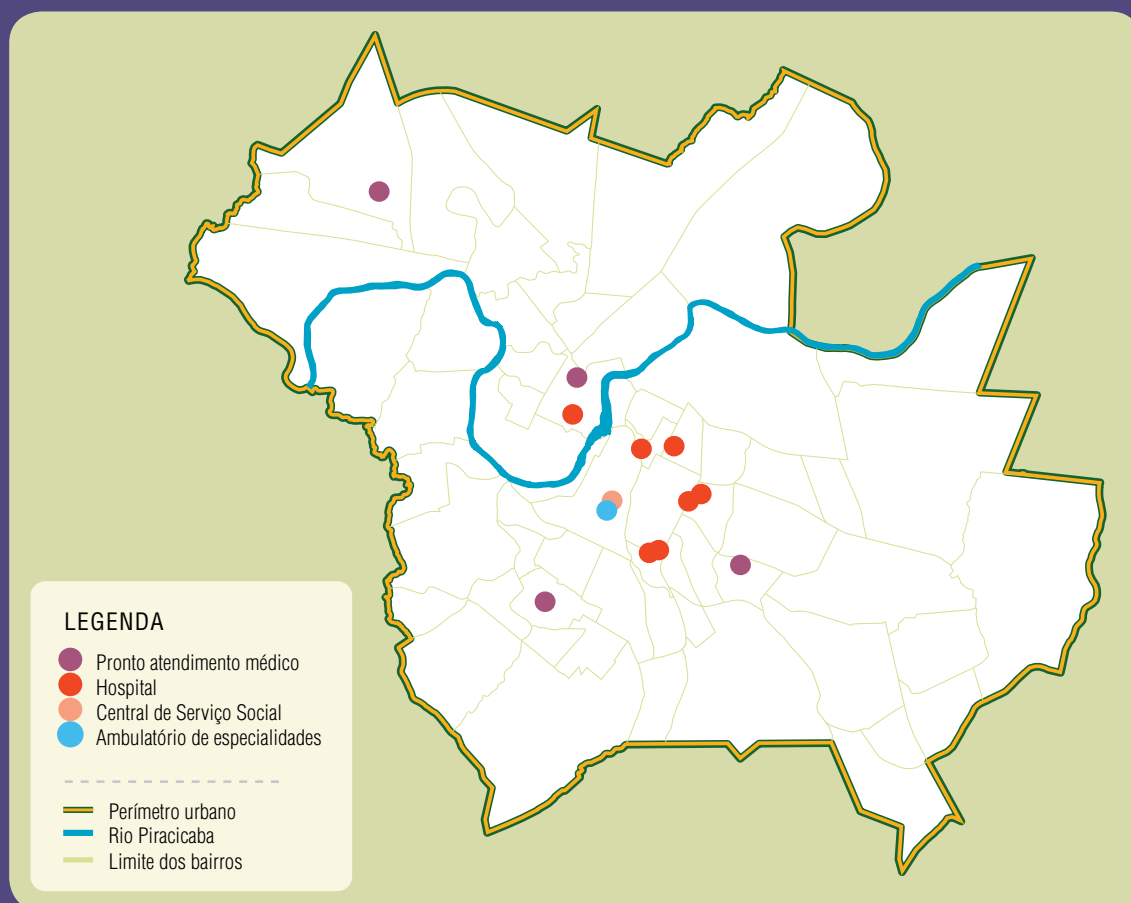 LEGENDA
Pronto atendimento médico
Hospital
Central de Serviço Social
Ambulatório de especialidades
Perímetro urbano
Rio Piracicaba
Limite dos bairros